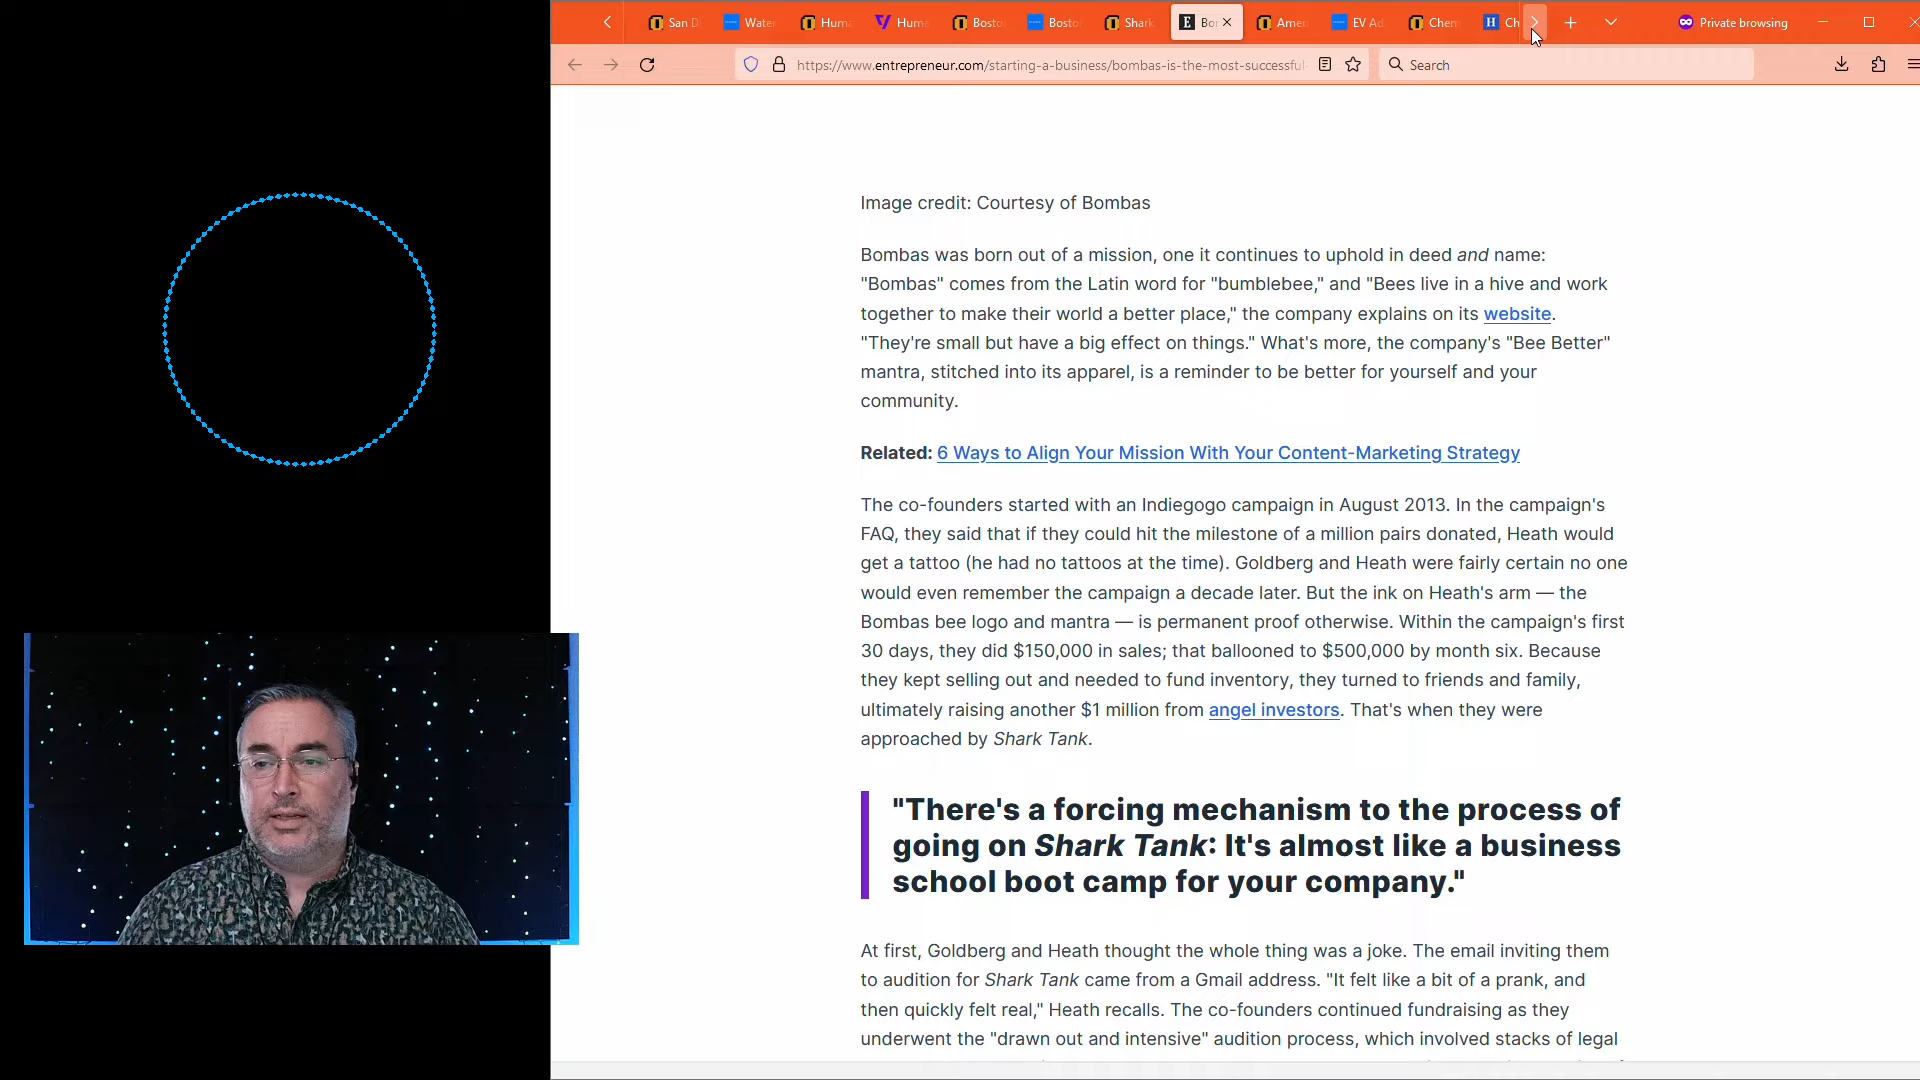 San D
Water
Huma
Huma
Bosto
Bosto
Shark
Bo
Amer
EV Ad
Chem
Ch
Private browsing
https://www.entrepreneur.com/starting-a-business/bombas-is-the-most-successful-
Search
Image credit: Courtesy of Bombas
Bombas was born out of a mission, one it continues to uphold in deed and name:
"Bombas" comes from the Latin word for "bumblebee," and "Bees live in a hive and work
together to make their world a better place," the company explains on its website.
"They're small but have a big effect on things." What's more, the company's "Bee Better"
mantra, stitched into its apparel, is a reminder to be better for yourself and your
community.
Related: 6 Ways to Align Your Mission With Your Content-Marketing Strategy
The co-founders started with an Indiegogo campaign in August 2013. In the campaign's
FAQ, they said that if they could hit the milestone of a million pairs donated, Heath would
get a tattoo (he had no tattoos at the time). Goldberg and Heath were fairly certain no one
would even remember the campaign a decade later. But the ink on Heath's arm — the
Bombas bee logo and mantra — is permanent proof otherwise. Within the campaign's first
30 days, they did $150,000 in sales; that ballooned to $500,000 by month six. Because
they kept selling out and needed to fund inventory, they turned to friends and family,
ultimately raising another $1 million from angel investors. That's when they were
approached by Shark Tank.
"There's a forcing mechanism to the process of
going on Shark Tank: It's almost like a business
school boot camp for your company."
At first, Goldberg and Heath thought the whole thing was a joke. The email inviting them
to audition for Shark Tank came from a Gmail address. "It felt like a bit of a prank, and
then quickly felt real," Heath recalls. The co-founders continued fundraising as they
underwent the "drawn out and intensive" audition process, which involved stacks of legal